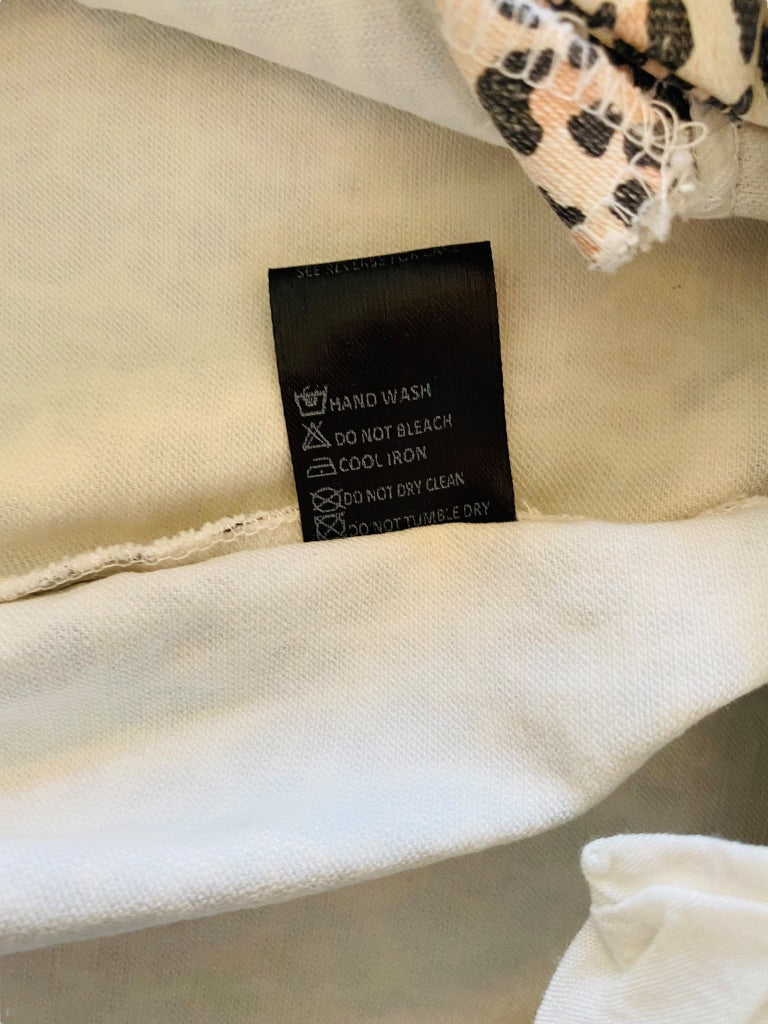 SEE REVERSE FOR CARE
HAND WASH
DO NOT BLEACH
COOL IRON
DO NOT DRY CLEAN
DO NOT TUMBLE DRY